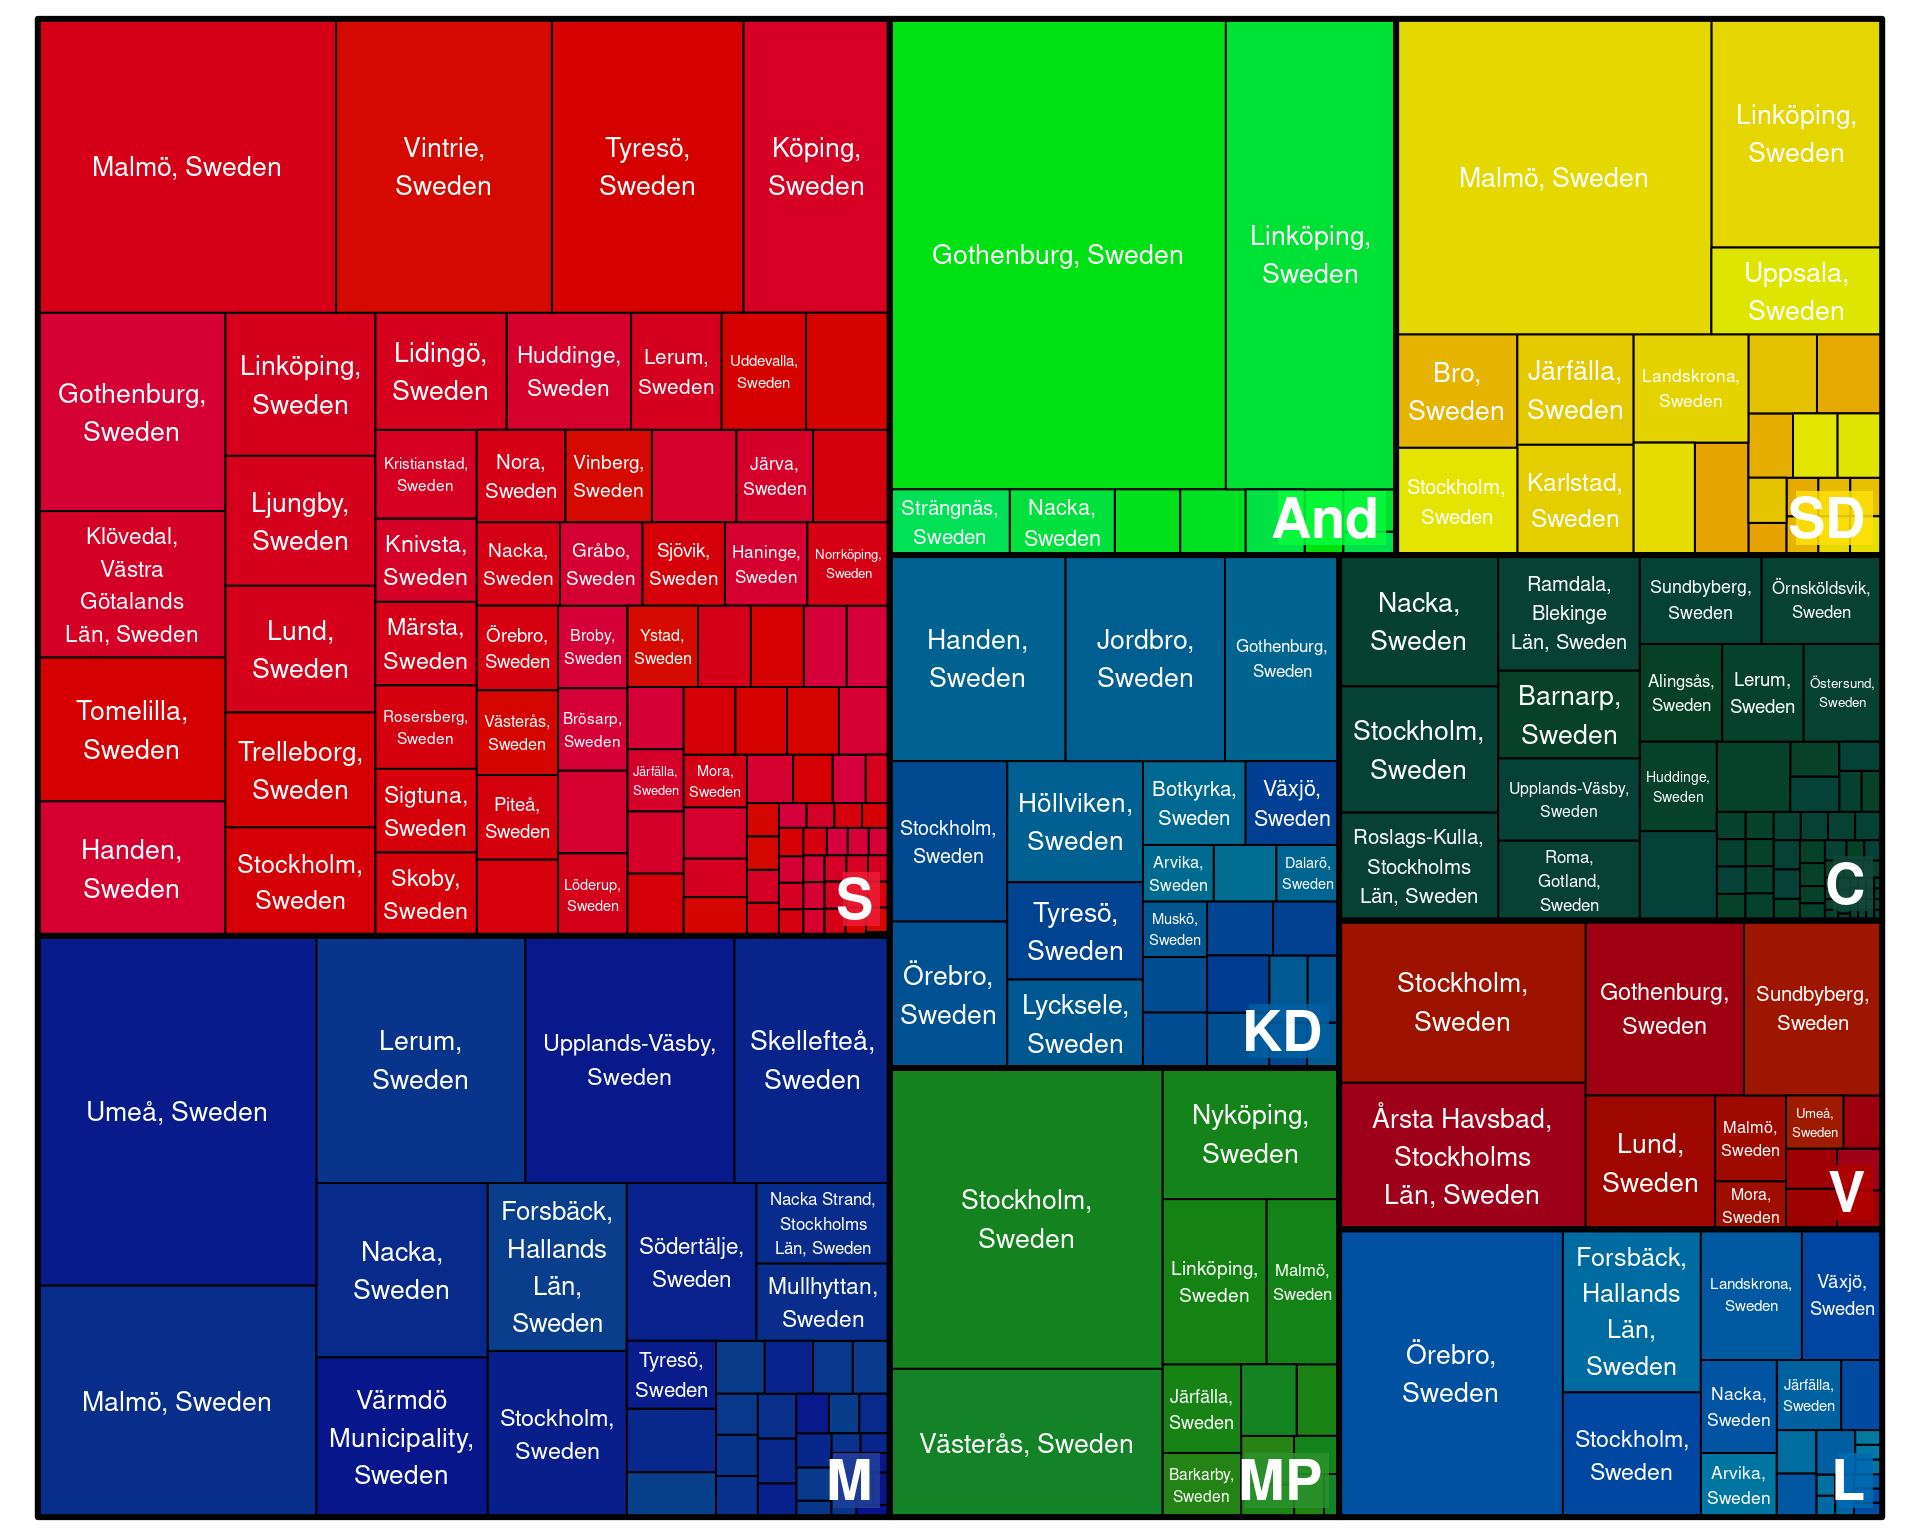 Malmö, Sweden
Vintrie,
Sweden
Tyresö,
Sweden
Köping,
Sweden
Gothenburg,
Sweden
Linköping,
Sweden
Lidingö,
Sweden
Huddinge,
Sweden
Lerum,
Sweden
Uddevalla,
Sweden
Kristianstad,
Sweden
Nora,
Sweden
Vinberg,
Sweden
Järva,
Sweden
Ljungby,
Sweden
Klövedal,
Västra
Götalands
Län, Sweden
Knivsta,
Sweden
Nacka,
Sweden
Gråbo,
Sweden
Sjövik,
Sweden
Haninge,
Sweden
Norrköping,
Sweden
Lund,
Sweden
Märsta,
Sweden
Örebro,
Sweden
Broby,
Sweden
Ystad,
Sweden
Tomelilla,
Sweden
Trelleborg,
Sweden
Rosersberg,
Sweden
Västerås,
Sweden
Brösarp,
Sweden
Järfälla,
Sweden
Mora,
Sweden
Sigtuna,
Sweden
Piteå,
Sweden
Handen,
Sweden
Stockholm,
Sweden
Skoby,
Sweden
Löderup,
Sweden
S
Gothenburg, Sweden
Linköping,
Sweden
Strängnäs,
Sweden
Nacka,
Sweden
And
Malmö, Sweden
Linköping,
Sweden
Uppsala,
Sweden
Bro,
Sweden
Järfälla,
Sweden
Landskrona,
Sweden
Stockholm,
Sweden
Karlstad,
Sweden
SD
Handen,
Sweden
Jordbro,
Sweden
Gothenburg,
Sweden
Stockholm,
Sweden
Höllviken,
Sweden
Botkyrka,
Sweden
Växjö,
Sweden
Arvika,
Sweden
Dalarö,
Sweden
Tyresö,
Sweden
Muskö,
Sweden
Örebro,
Sweden
Lycksele,
Sweden
KD
Nacka,
Sweden
Ramdala,
Blekinge
Län, Sweden
Sundbyberg,
Sweden
Örnsköldsvik,
Sweden
Alingsås,
Sweden
Lerum,
Sweden
Östersund,
Sweden
Stockholm,
Sweden
Barnarp,
Sweden
Upplands-Väsby,
Sweden
Huddinge,
Sweden
Roslags-Kulla,
Stockholms
Län, Sweden
Roma,
Gotland,
Sweden
C
Umeå, Sweden
Lerum,
Sweden
Upplands-Väsby,
Sweden
Skellefteå,
Sweden
Nacka,
Sweden
Forsbäck,
Hallands
Län,
Sweden
Södertälje,
Sweden
Nacka Strand,
Stockholms
Län, Sweden
Mullhyttan,
Sweden
Malmö, Sweden
Värmdö
Municipality,
Sweden
Stockholm,
Sweden
Tyresö,
Sweden
M
Stockholm,
Sweden
Nyköping,
Sweden
Linköping,
Sweden
Malmö,
Sweden
Västerås, Sweden
Järfälla,
Sweden
Barkarby,
Sweden
MP
Stockholm,
Sweden
Gothenburg,
Sweden
Sundbyberg,
Sweden
Årsta Havsbad,
Stockholms
Län, Sweden
Lund,
Sweden
Malmö,
Sweden
Umeå,
Sweden
Mora,
Sweden
V
Örebro,
Sweden
Forsbäck,
Hallands
Län,
Sweden
Landskrona,
Sweden
Växjö,
Sweden
Stockholm,
Sweden
Nacka,
Sweden
Järfälla,
Sweden
Arvika,
Sweden
L